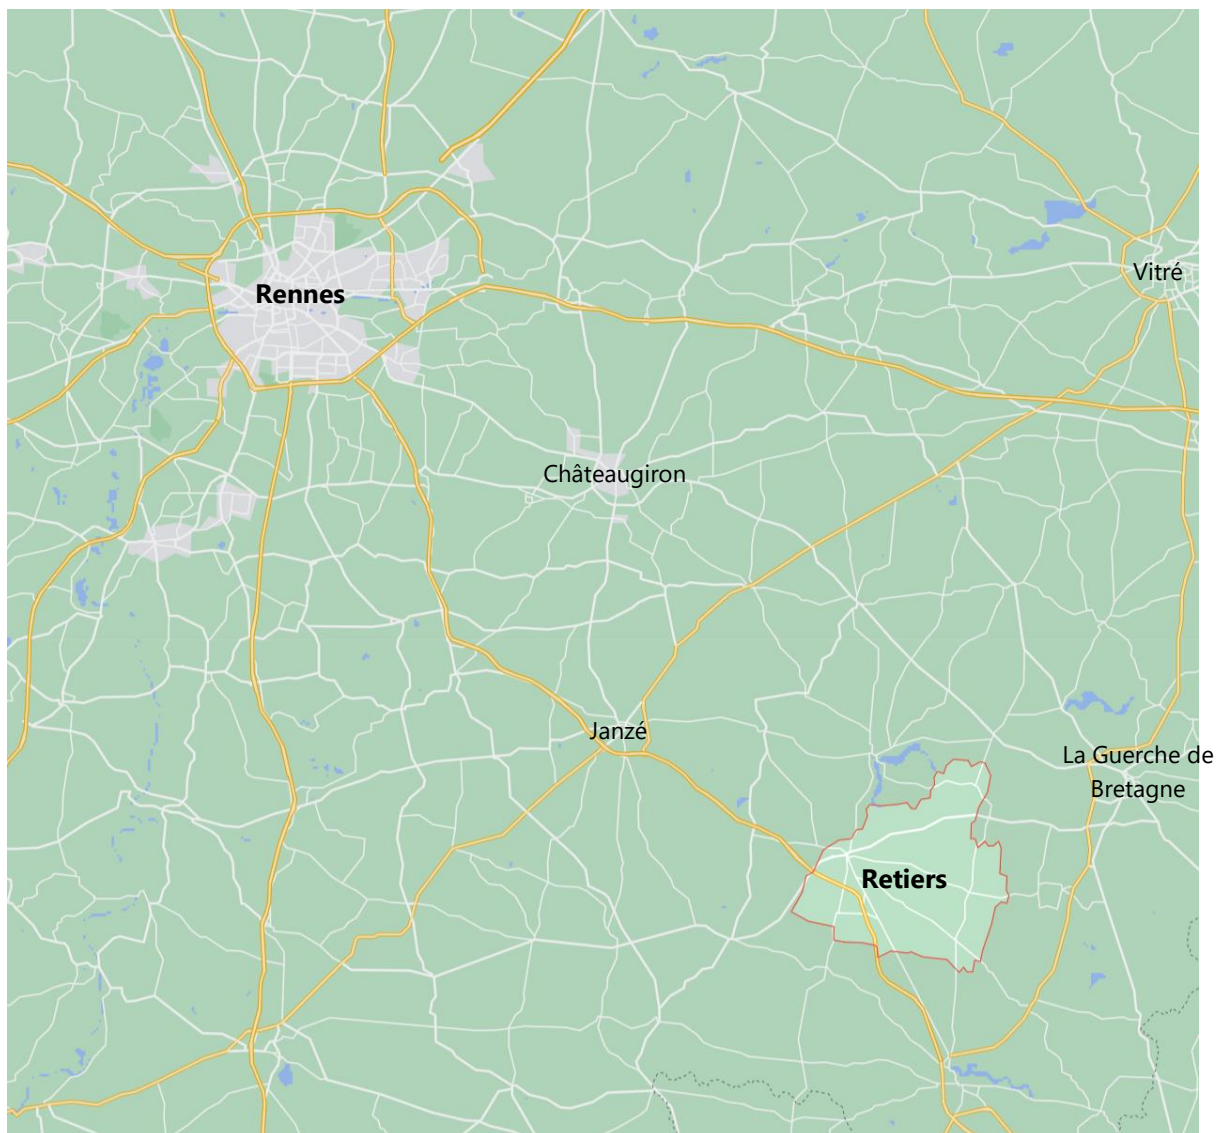 Vitré
Rennes
Châteaugiron
Janzé
La Guerche de
Bretagne
Retiers